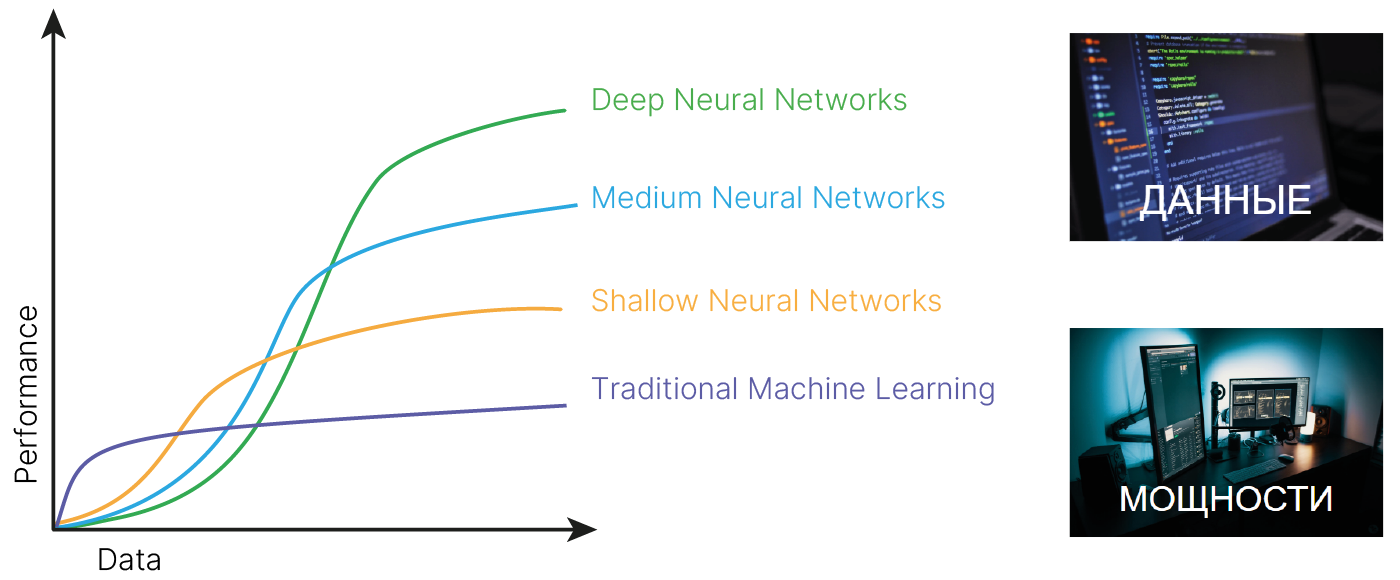 Deep Neural Networks
Medium Neural Networks
Shallow Neural Networks
Traditional Machine Learning
Performance
Data
ДАННЫЕ
МОЩНОСТИ